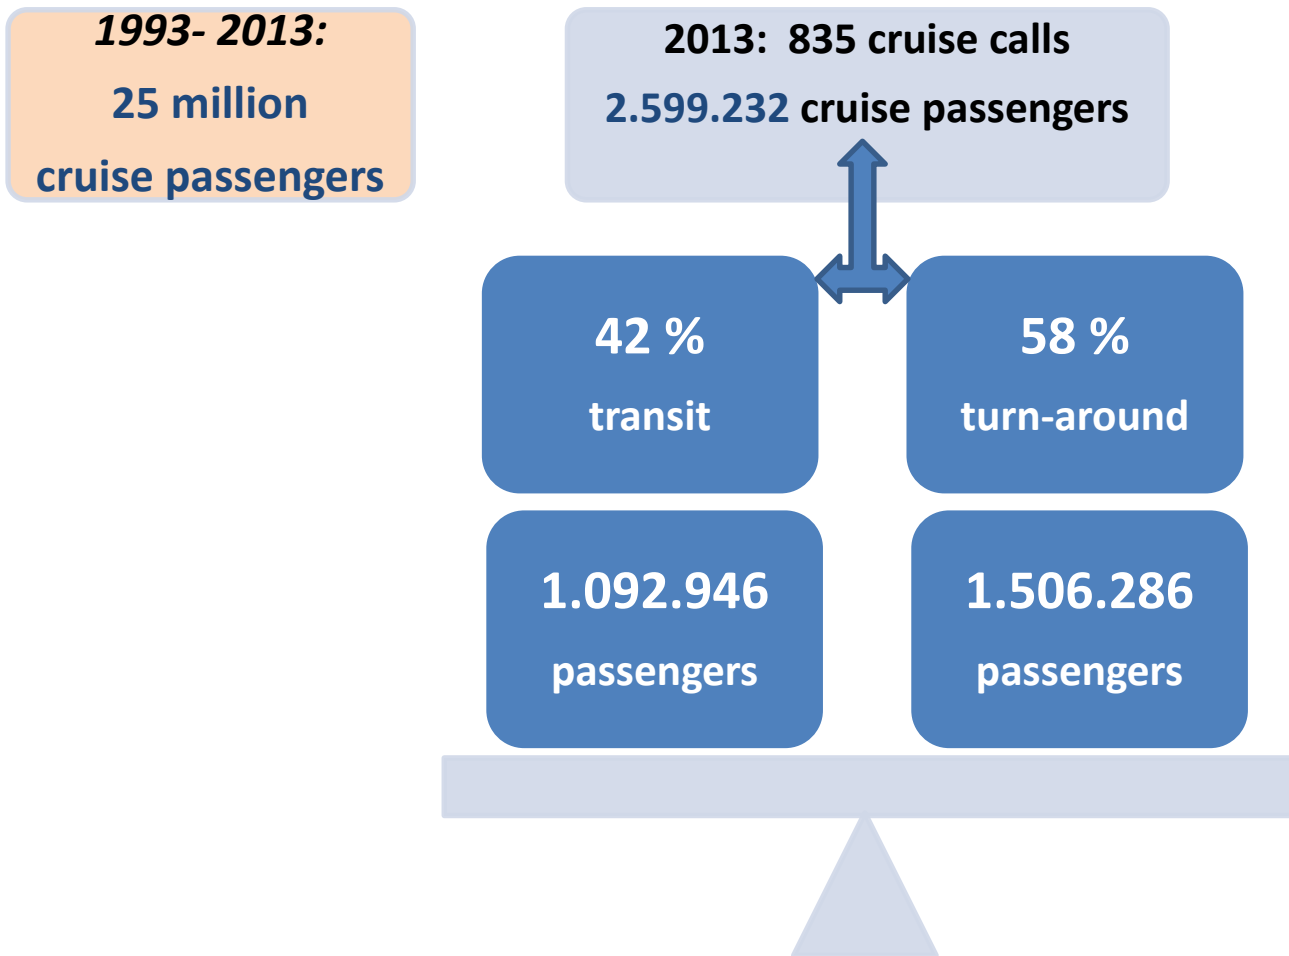 1993- 2013:
25 million
cruise passengers
2013:  835 cruise calls
2.599.232 cruise passengers
42 %
transit
58 %
turn-around
1.092.946
passengers
1.506.286
passengers